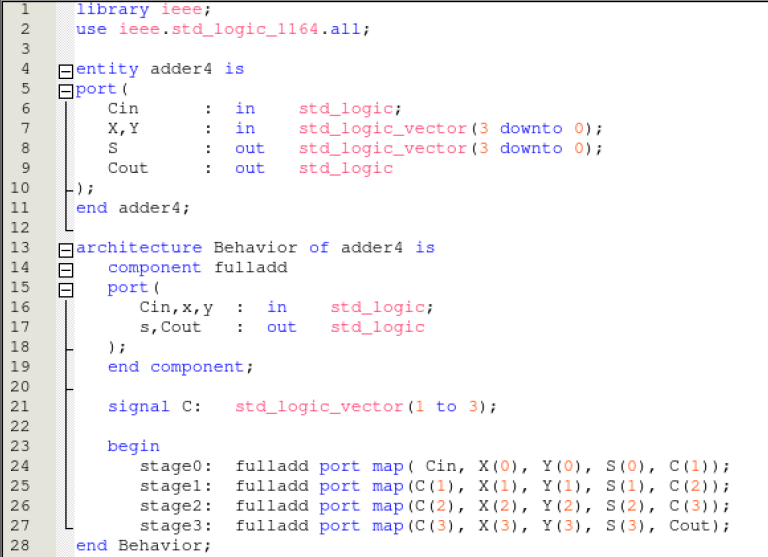 1 library ieee;
2 use ieee.std_logic_1164.all;
3
4 entity adder4 is
5 port(
6 Cin : in std_logic;
7 X,Y : in std_logic_vector(3 downto 0);
8 S : out std_logic_vector(3 downto 0);
9 Cout : out std_logic
10 );
11 end adder4;
12
13 architecture Behavior of adder4 is
14 component fulladd
15 port(
16 Cin,x,y : in std_logic;
17 s,Cout : out std_logic
18 );
19 end component;
20
21 signal C: std_logic_vector(1 to 3);
22
23 begin
24 stage0: fulladd port map( Cin, X(0), Y(0), S(0), C(1));
25 stage1: fulladd port map(C(1), X(1), Y(1), S(1), C(2));
26 stage2: fulladd port map(C(2), X(2), Y(2), S(2), C(3));
27 stage3: fulladd port map(C(3), X(3), Y(3), S(3), Cout);
28 end Behavior;